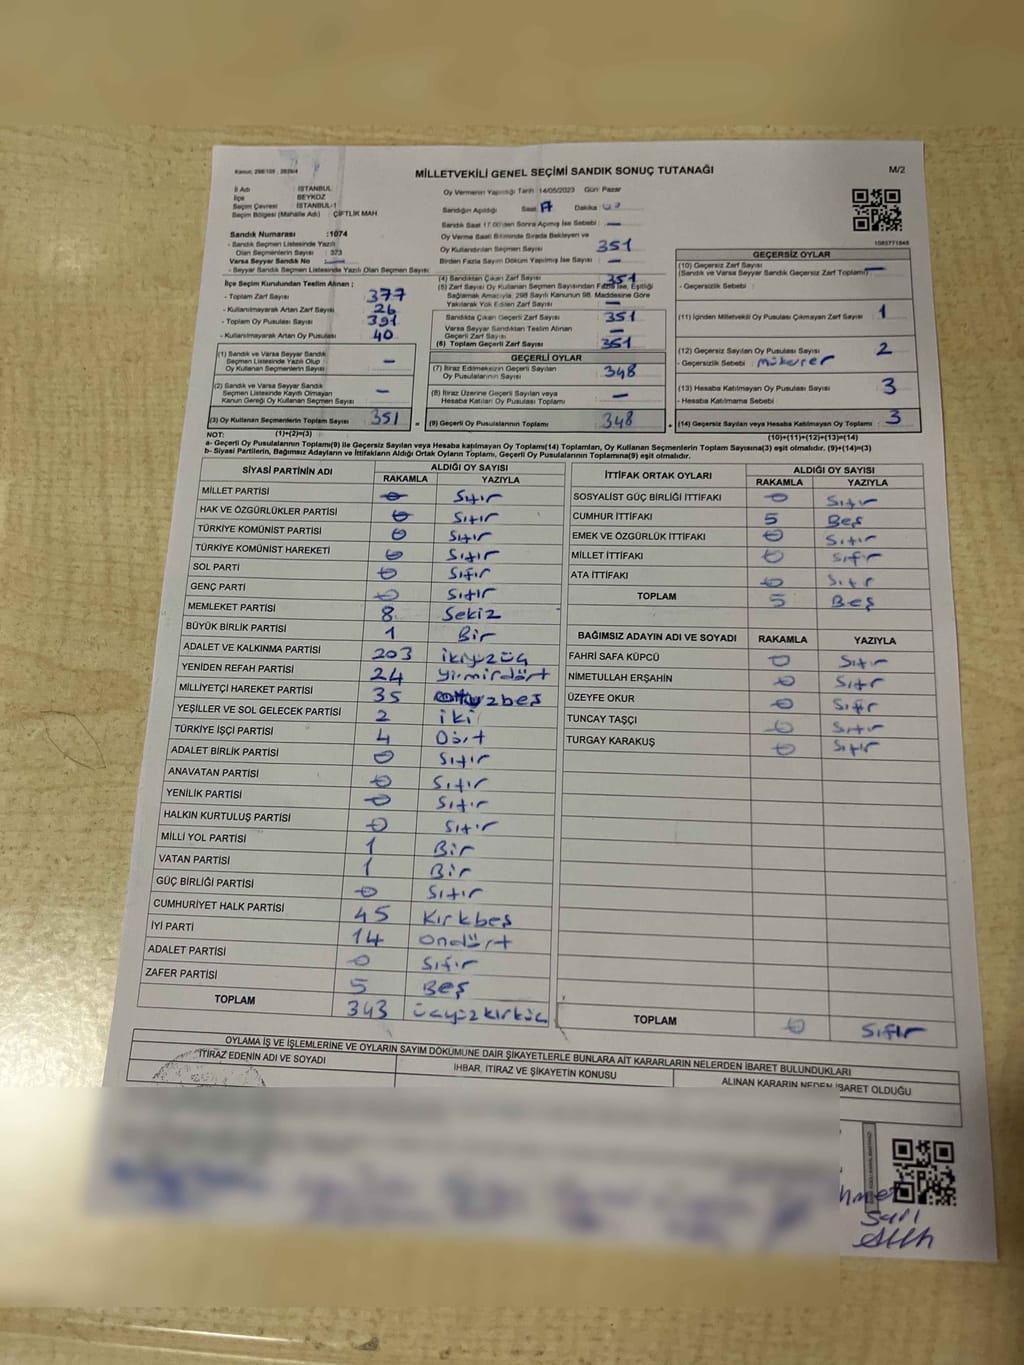 Kanun; 298/105 , 2839/4
MİLLETVEKİLİ GENEL SEÇİMİ SANDIK SONUÇ TUTANAĞI
M/2
İl Adı : İSTANBUL
İlçe : BEYKOZ
Seçim Çevresi : İSTANBUL-1
Seçim Bölgesi (Mahalle Adı) : ÇİFTLİK MAH
Sandık Numarası :1074
- Sandık Seçmen Listesinde Yazılı
Olan Seçmenlerin Sayısı : 373
Varsa Seyyar Sandık No : —
- Seyyar Sandık Seçmen Listesinde Yazılı Olan Seçmen Sayısı:
İlçe Seçim Kurulundan Teslim Alınan ;
- Toplam Zarf Sayısı : 377
- Kullanılmayarak Artan Zarf Sayısı : 26
- Toplam Oy Pusulası Sayısı : 391
- Kullanılmayarak Artan Oy Pusulası : 40
(1) Sandık ve Varsa Seyyar Sandık
Seçmen Listesinde Yazılı Olup : —
Oy Kullanan Seçmenlerin Sayısı
(2) Sandık ve Varsa Seyyar Sandık
Seçmen Listesinde Kayıtlı Olmayan : —
Kanun Gereği Oy Kullanan Seçmen Sayısı
(3) Oy Kullanan Seçmenlerin Toplam Sayısı : 351
Oy Vermenin Yapıldığı Tarih : 14/05/2023 Gün: Pazar
Sandığın Açıldığı Saat: 17 Dakika:
Sandık Saat 17.00'den Sonra Açılmış İse Sebebi : —
Oy Verme Saati Bitiminde Sırada Bekleyen ve
Oy Kullandırılan Seçmen Sayısı : 351
Birden Fazla Sayım Döküm Yapılmış İse Sayısı : —
(4) Sandıktan Çıkan Zarf Sayısı : 351
(5) Zarf Sayısı Oy Kullanan Seçmen Sayısından Fazla İse, Eşitliği
Sağlamak Amacıyla, 298 Sayılı Kanunun 98. Maddesine Göre
Yakılarak Yok Edilen Zarf Sayısı :
Sandıkta Çıkan Geçerli Zarf Sayısı : 351
Varsa Seyyar Sandıktan Teslim Alınan
Geçerli Zarf Sayısı : —
(6) Toplam Geçerli Zarf Sayısı : 351
GEÇERLİ OYLAR
(7) İtiraz Edilmeksizin Geçerli Sayılan
Oy Pusulalarının Sayısı : 348
(8) İtiraz Üzerine Geçerli Sayılan veya
Hesaba Katılan Oy Pusulası Toplamı : —
= (9) Geçerli Oy Pusulalarının Toplamı : 348
1083771845
GEÇERSİZ OYLAR
(10) Geçersiz Zarf Sayısı
(Sandık ve Varsa Seyyar Sandık Geçersiz Zarf Toplamı) : —
- Geçersizlik Sebebi :
(11) İçinden Milletvekili Oy Pusulası Çıkmayan Zarf Sayısı : 1
(12) Geçersiz Sayılan Oy Pusulası Sayısı : 2
- Geçersizlik Sebebi : mükerrer
(13) Hesaba Katılmayan Oy Pusulası Sayısı : 3
- Hesaba Katılmama Sebebi :
+ (14) Geçersiz Sayılan veya Hesaba Katılmayan Oy Toplamı : 3
NOT: (1)+(2)=(3)
(10)+(11)+(12)+(13)=(14)
a- Geçerli Oy Pusulalarının Toplamı(9) ile Geçersiz Sayılan veya Hesaba katılmayan Oy Toplamı(14) Toplamları, Oy Kullanan Seçmenlerin Toplam Sayısına(3) eşit olmalıdır. (9)+(14)=(3)
b- Siyasi Partilerin, Bağımsız Adayların ve İttifakların Aldığı Ortak Oyların Toplamı, Geçerli Oy Pusulalarının Toplamına(9) eşit olmalıdır.
SİYASİ PARTİNİN ADI
ALDIĞI OY SAYISI
RAKAMLA YAZIYLA
MİLLET PARTİSİ 0 Sıfır
HAK VE ÖZGÜRLÜKLER PARTİSİ 0 Sıfır
TÜRKİYE KOMÜNİST PARTİSİ 0 Sıfır
TÜRKİYE KOMÜNİST HAREKETİ 0 Sıfır
SOL PARTİ 0 Sıfır
GENÇ PARTİ 0 Sıfır
MEMLEKET PARTİSİ 8 Sekiz
BÜYÜK BİRLİK PARTİSİ 1 Bir
ADALET VE KALKINMA PARTİSİ 203 ikiyüzüç
YENİDEN REFAH PARTİSİ 24 yirmirdört
MİLLİYETÇİ HAREKET PARTİSİ 35 otuzbeş
YEŞİLLER VE SOL GELECEK PARTİSİ 2 iki
TÜRKİYE İŞÇİ PARTİSİ 4 Dört
ADALET BİRLİK PARTİSİ 0 Sıfır
ANAVATAN PARTİSİ 0 Sıfır
YENİLİK PARTİSİ 0 Sıfır
HALKIN KURTULUŞ PARTİSİ 0 Sıfır
MİLLİ YOL PARTİSİ 1 Bir
VATAN PARTİSİ 1 Bir
GÜÇ BİRLİĞİ PARTİSİ 0 Sıfır
CUMHURİYET HALK PARTİSİ 45 Kırkbeş
İYİ PARTİ 14 ondört
ADALET PARTİSİ 0 Sıfır
ZAFER PARTİSİ 5 Beş
TOPLAM 343 üçyüzkırküç
İTTİFAK ORTAK OYLARI
ALDIĞI OY SAYISI
RAKAMLA YAZIYLA
SOSYALİST GÜÇ BİRLİĞİ İTTİFAKI 0 Sıfır
CUMHUR İTTİFAKI 5 Beş
EMEK VE ÖZGÜRLÜK İTTİFAKI 0 Sıfır
MİLLET İTTİFAKI 0 Sıfır
ATA İTTİFAKI 0 Sıfır
TOPLAM 5 Beş
BAĞIMSIZ ADAYIN ADI VE SOYADI RAKAMLA YAZIYLA
FAHRİ SAFA KÜPCÜ 0 Sıfır
NİMETULLAH ERŞAHİN 0 Sıfır
ÜZEYFE OKUR 0 Sıfır
TUNCAY TAŞÇI 0 Sıfır
TURGAY KARAKUŞ 0 Sıfır
TOPLAM 0 Sıfır
OYLAMA İŞ VE İŞLEMLERİNE VE OYLARIN SAYIM DÖKÜMÜNE DAİR ŞİKAYETLERLE BUNLARA AİT KARARLARIN NELERDEN İBARET BULUNDUKLARI
İTİRAZ EDENİN ADI VE SOYADI
İHBAR, İTİRAZ VE ŞİKAYETİN KONUSU
ALINAN KARARIN NEDEN İBARET OLDUĞU